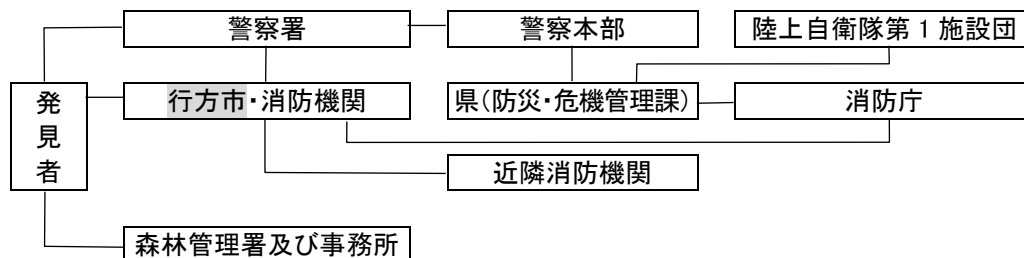 警察署
警察本部
陸上自衛隊第1施設団
発見者
行方市・消防機関
県(防災・危機管理課)
消防庁
近隣消防機関
森林管理署及び事務所